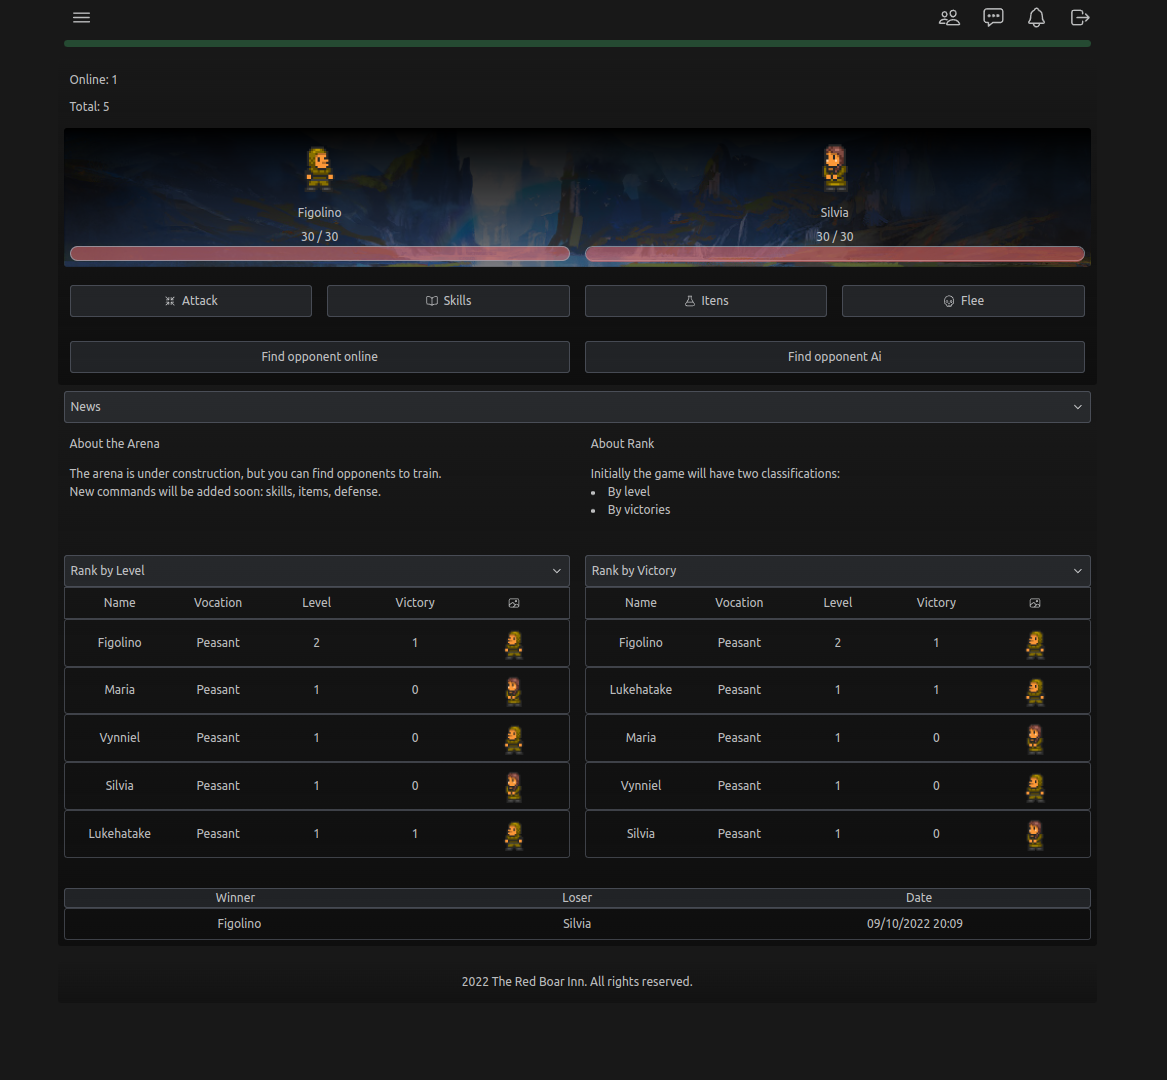 Online: 1
Total: 5
Figolino
Silvia
30 / 30
30 / 30
Attack
Skills
Itens
Flee
Find opponent online
Find opponent Ai
News
About the Arena
The arena is under construction, but you can find opponents to train.
New commands will be added soon: skills, items, defense.
About Rank
Initially the game will have two classifications:
• By level
• By victories
Rank by Level
Name Vocation Level Victory
Figolino Peasant 2 1
Maria Peasant 1 0
Vynniel Peasant 1 0
Silvia Peasant 1 0
Lukehatake Peasant 1 1
Rank by Victory
Name Vocation Level Victory
Figolino Peasant 2 1
Lukehatake Peasant 1 1
Maria Peasant 1 0
Vynniel Peasant 1 0
Silvia Peasant 1 0
Winner Loser Date
Figolino Silvia 09/10/2022 20:09
2022 The Red Boar Inn. All rights reserved.